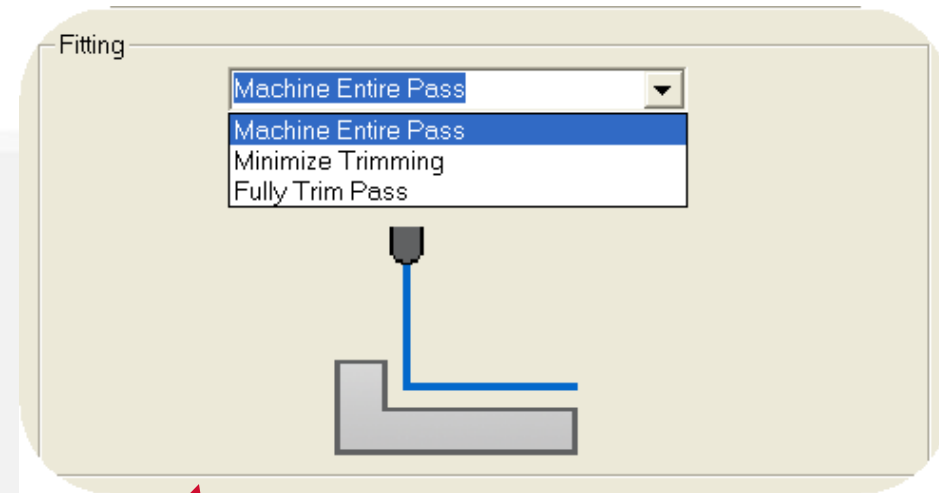 Fitting
Machine Entire Pass
Machine Entire Pass
Minimize Trimming
Fully Trim Pass